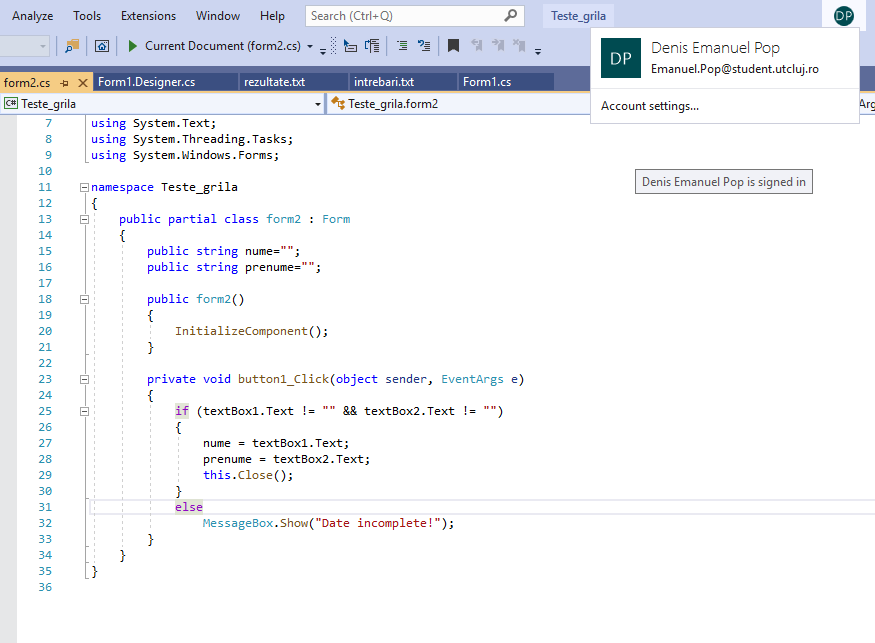 Analyze Tools Extensions Window Help Search (Ctrl+Q) Teste_grila DP
Current Document (form2.cs)
DP Denis Emanuel Pop
Emanuel.Pop@student.utcluj.ro
Account settings...
form2.cs Form1.Designer.cs rezultate.txt intrebari.txt Form1.cs
C# Teste_grila Teste_grila.form2 Arg
Denis Emanuel Pop is signed in
7 using System.Text;
8 using System.Threading.Tasks;
9 using System.Windows.Forms;
10
11 namespace Teste_grila
12 {
13 public partial class form2 : Form
14 {
15 public string nume="";
16 public string prenume="";
17
18 public form2()
19 {
20 InitializeComponent();
21 }
22
23 private void button1_Click(object sender, EventArgs e)
24 {
25 if (textBox1.Text != "" && textBox2.Text != "")
26 {
27 nume = textBox1.Text;
28 prenume = textBox2.Text;
29 this.Close();
30 }
31 else
32 MessageBox.Show("Date incomplete!");
33 }
34 }
35 }
36